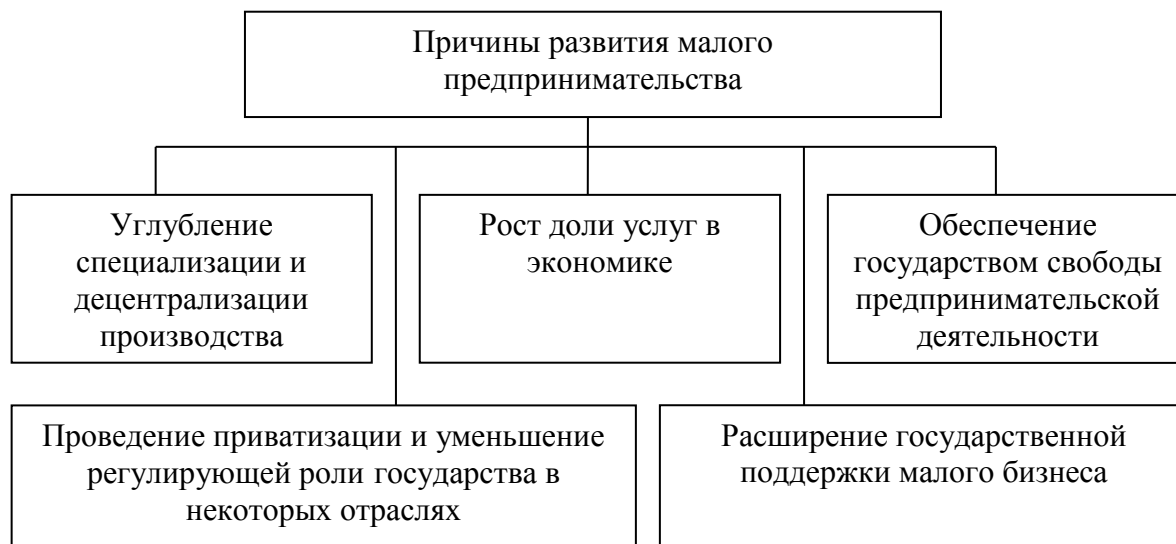 Причины развития малого
предпринимательства
Углубление
специализации и
децентрализации
производства
Рост доли услуг в
экономике
Обеспечение
государством свободы
предпринимательской
деятельности
Проведение приватизации и уменьшение
регулирующей роли государства в
некоторых отраслях
Расширение государственной
поддержки малого бизнеса